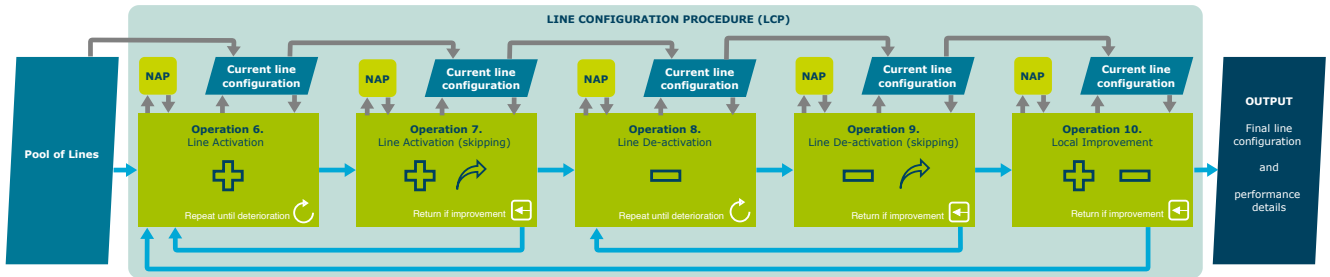 LINE CONFIGURATION PROCEDURE (LCP)
Pool of Lines
NAP
Current line
configuration
Operation 6.
Line Activation
Repeat until deterioration
NAP
Current line
configuration
Operation 7.
Line Activation (skipping)
Return if improvement
NAP
Current line
configuration
Operation 8.
Line De-activation
Repeat until deterioration
NAP
Current line
configuration
Operation 9.
Line De-activation (skipping)
Return if improvement
NAP
Current line
configuration
Operation 10.
Local Improvement
Return if improvement
OUTPUT
Final line
configuration
and
performance
details